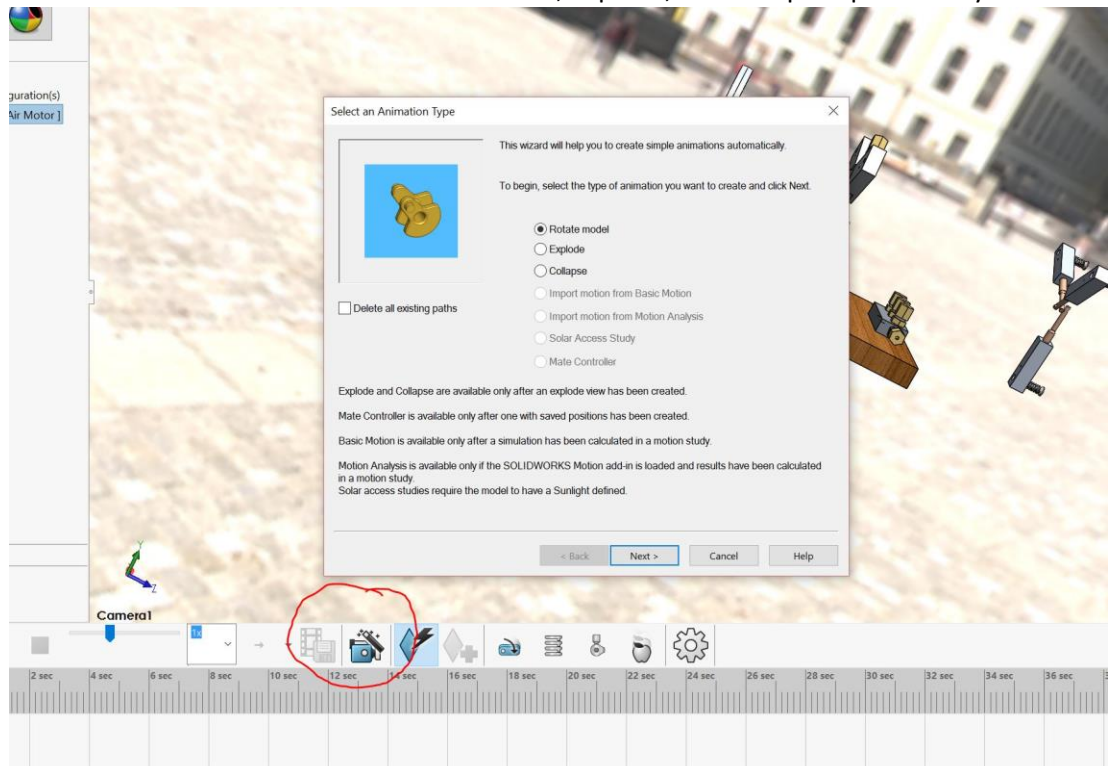 guration(s)
Air Motor ]
Select an Animation Type
This wizard will help you to create simple animations automatically.
To begin, select the type of animation you want to create and click Next.
Rotate model
Explode
Collapse
Import motion from Basic Motion
Import motion from Motion Analysis
Solar Access Study
Mate Controller
Delete all existing paths
Explode and Collapse are available only after an explode view has been created.
Mate Controller is available only after one with saved positions has been created.
Basic Motion is available only after a simulation has been calculated in a motion study.
Motion Analysis is available only if the SOLIDWORKS Motion add-in is loaded and results have been calculated
in a motion study.
Solar access studies require the model to have a Sunlight defined.
< Back Next > Cancel Help
Y
Z
Camera1
1x
2 sec 4 sec 6 sec 8 sec 10 sec 12 sec 14 sec 16 sec 18 sec 20 sec 22 sec 24 sec 26 sec 28 sec 30 sec 32 sec 34 sec 36 sec